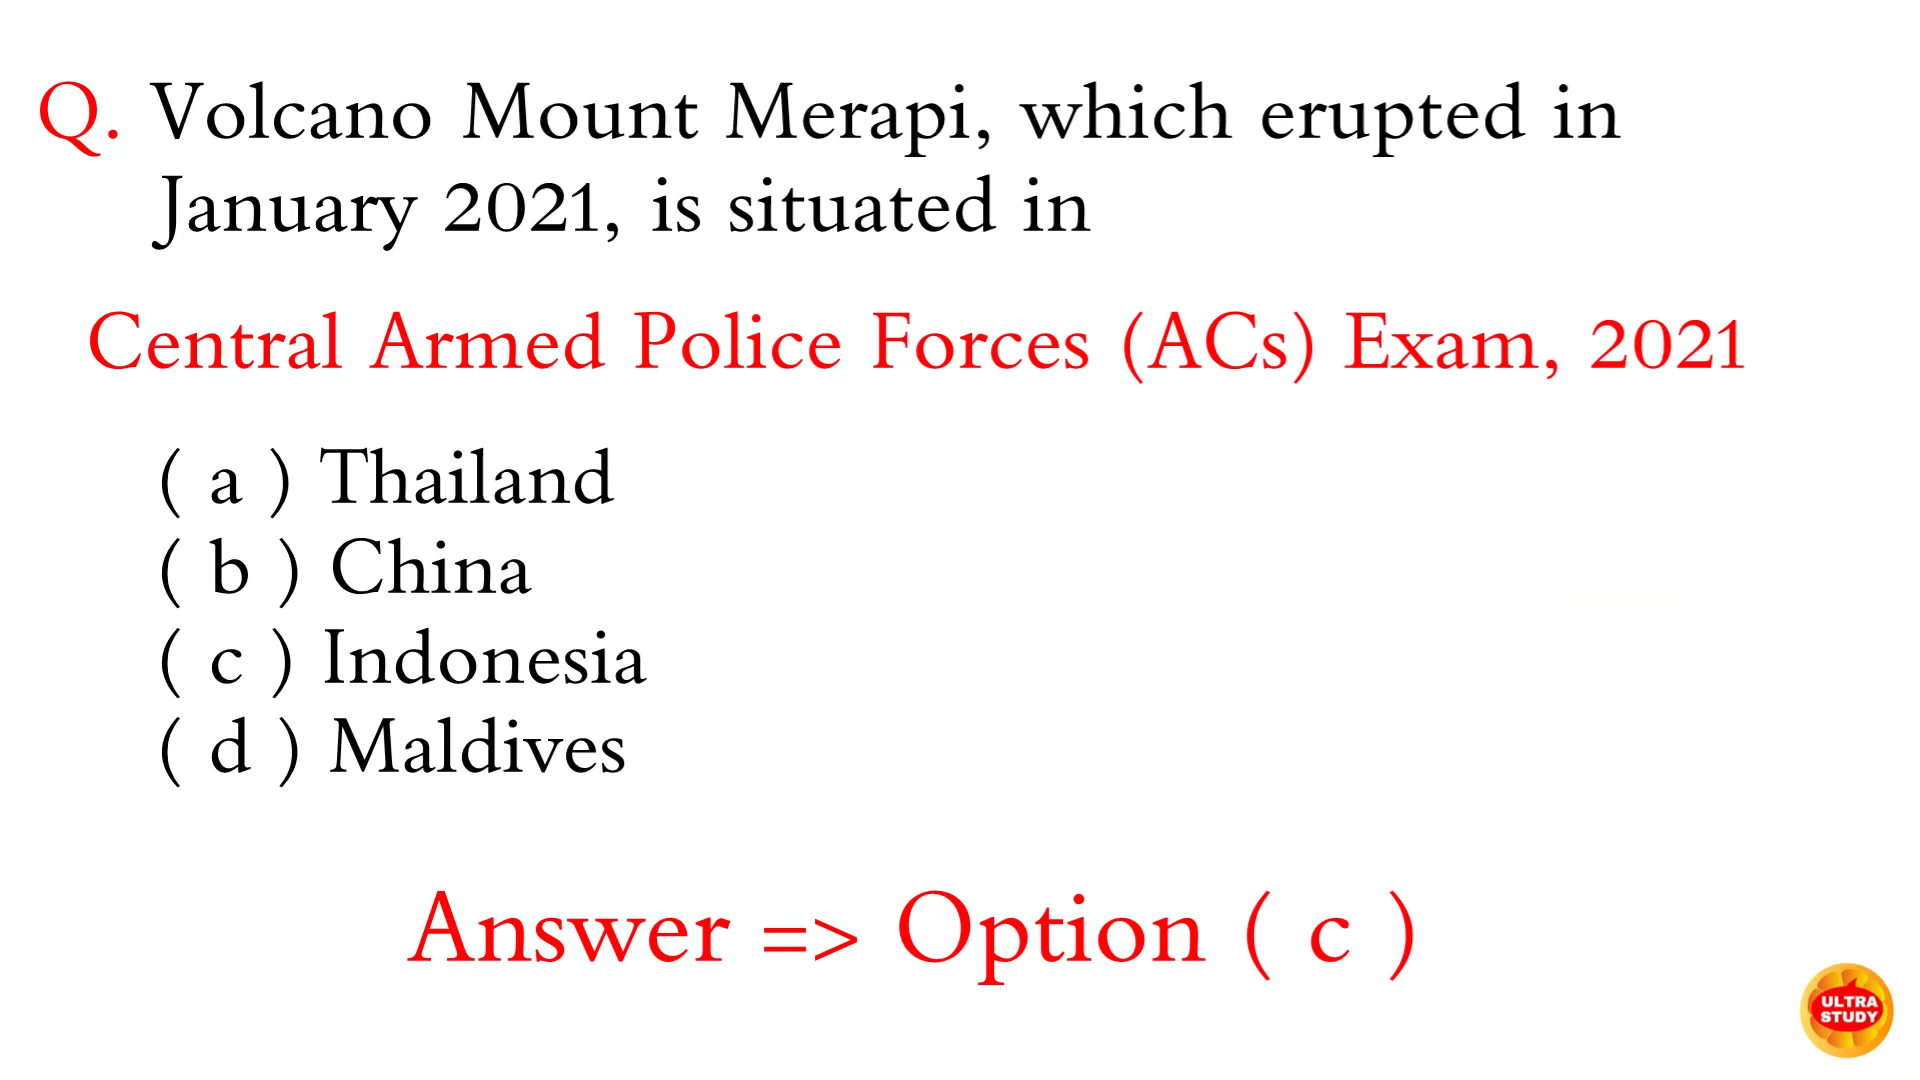 Q. Volcano Mount Merapi, which erupted in
January 2021, is situated in
Central Armed Police Forces (ACs) Exam, 2021
( a ) Thailand
( b ) China
( c ) Indonesia
( d ) Maldives
Answer => Option ( c )
ULTRA
STUDY